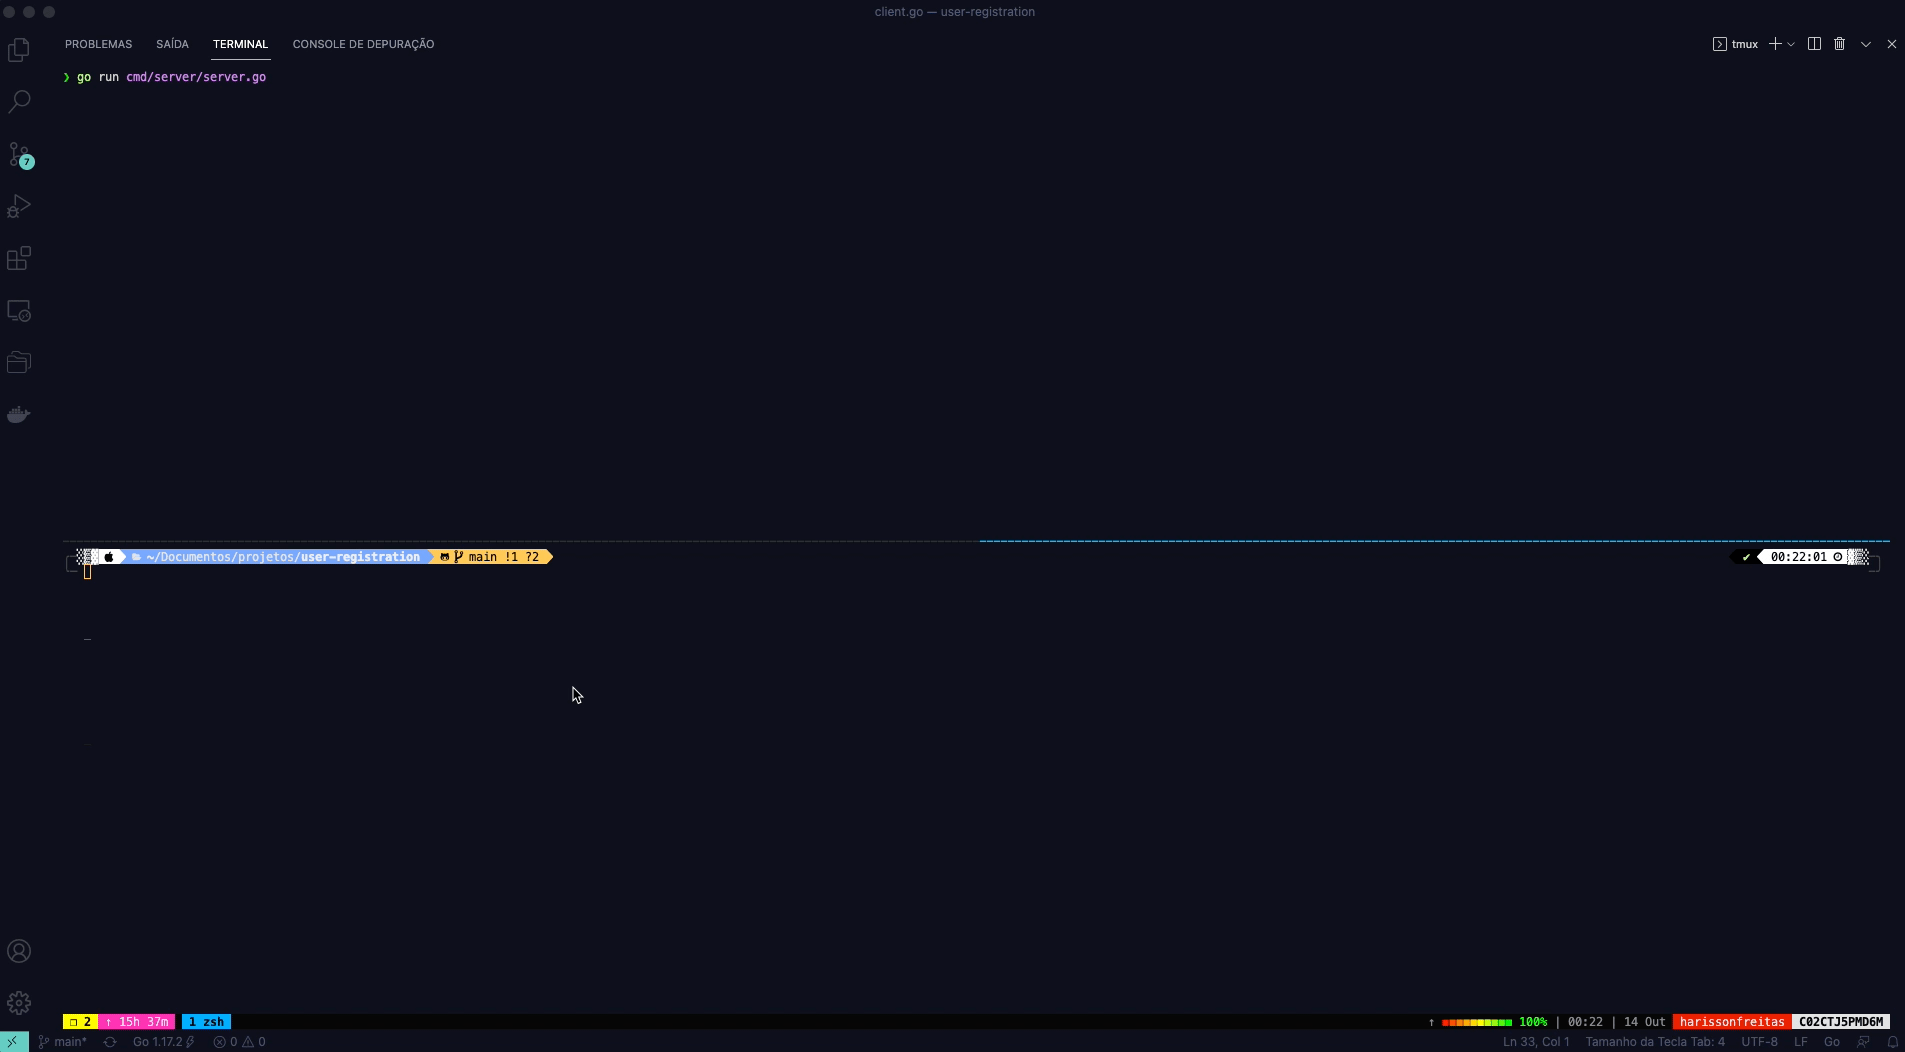 client.go — user-registration
PROBLEMAS SAÍDA TERMINAL CONSOLE DE DEPURAÇÃO tmux
❯ go run cmd/server/server.go
7
~/Documentos/projetos/user-registration main !1 ?2 ✔ 00:22:01
2 ↑ 15h 37m 1 zsh ↑ 100% | 00:22 | 14 Out harissonfreitas C02CTJ5PMD6M
main* Go 1.17.2 0 0 Ln 33, Col 1 Tamanho da Tecla Tab: 4 UTF-8 LF Go